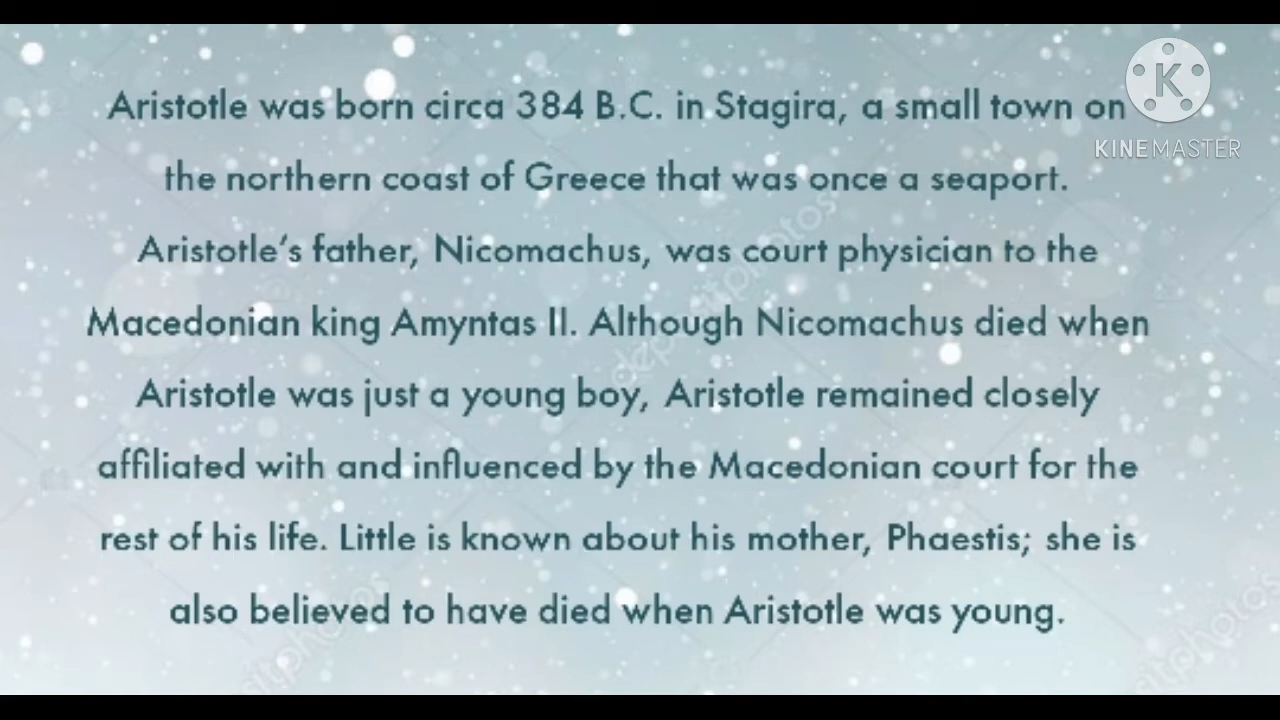 Aristotle was born circa 384 B.C. in Stagira, a small town on
the northern coast of Greece that was once a seaport.
Aristotle's father, Nicomachus, was court physician to the
Macedonian king Amyntas II. Although Nicomachus died when
Aristotle was just a young boy, Aristotle remained closely
affiliated with and influenced by the Macedonian court for the
rest of his life. Little is known about his mother, Phaestis; she is
also believed to have died when Aristotle was young.
K
KINEMASTER
depositphotos